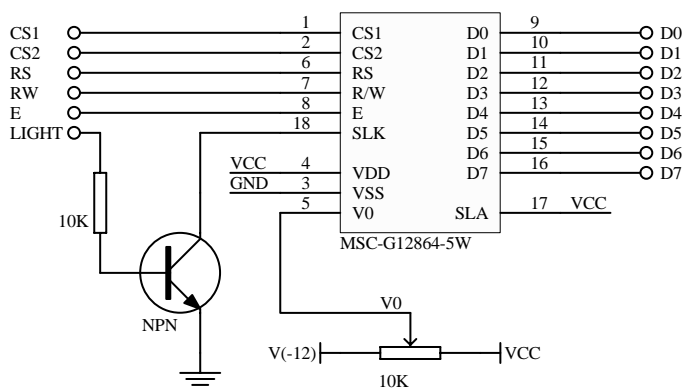 CS1 1 CS1 D0 9 D0
CS2 2 CS2 D1 10 D1
RS 6 RS D2 11 D2
RW 7 R/W D3 12 D3
E 8 E D4 13 D4
LIGHT 18 SLK D5 14 D5
D6 15 D6
VCC 4 VDD D7 16 D7
GND 3 VSS
5 V0 SLA 17 VCC
10K
MSC-G12864-5W
NPN
V0
V(-12) VCC
10K